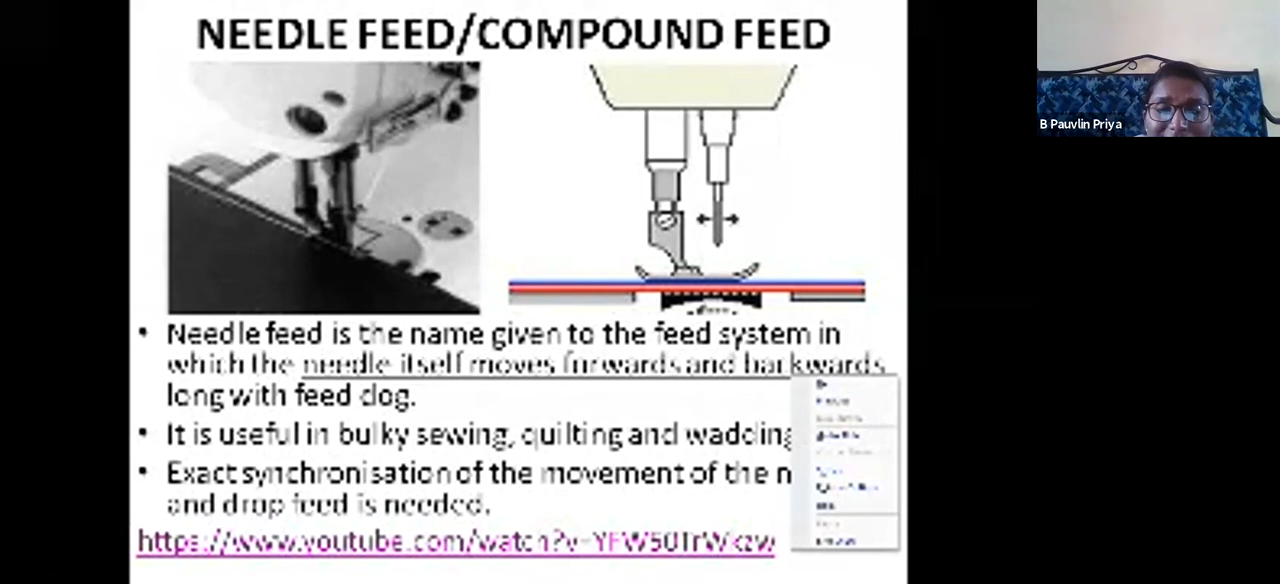 NEEDLE FEED/COMPOUND FEED
B Pauvlin Priya
• Needle feed is the name given to the feed system in
which the needle itself moves forwards and backwards
long with feed dog.
• It is useful in bulky sewing, quilting and wadding
• Exact synchronisation of the movement of the n
and drop feed is needed.